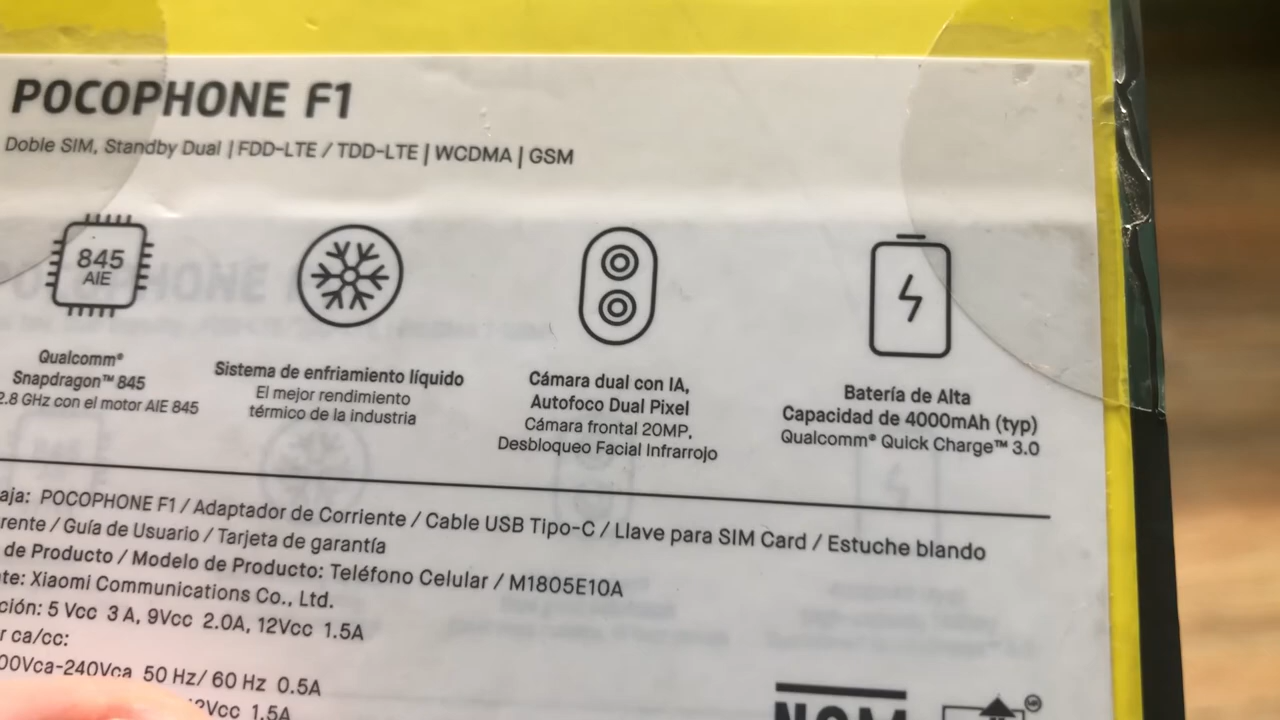 POCOPHONE F1
Doble SIM, Standby Dual | FDD-LTE / TDD-LTE | WCDMA | GSM
845
AIE
Qualcomm®
Snapdragon™ 845
2.8 GHz con el motor AIE 845
Sistema de enfriamiento líquido
El mejor rendimiento
térmico de la industria
Cámara dual con IA,
Autofoco Dual Pixel
Cámara frontal 20MP,
Desbloqueo Facial Infrarrojo
Batería de Alta
Capacidad de 4000mAh (typ)
Qualcomm® Quick Charge™ 3.0
aja: POCOPHONE F1 / Adaptador de Corriente / Cable USB Tipo-C / Llave para SIM Card / Estuche blando
rente / Guía de Usuario / Tarjeta de garantía
de Producto / Modelo de Producto: Teléfono Celular / M1805E10A
te: Xiaomi Communications Co., Ltd.
ción: 5 Vcc 3 A, 9Vcc 2.0A, 12Vcc 1.5A
r ca/cc:
00Vca-240Vca 50 Hz/ 60 Hz 0.5A
2Vcc 1.5A
NOM